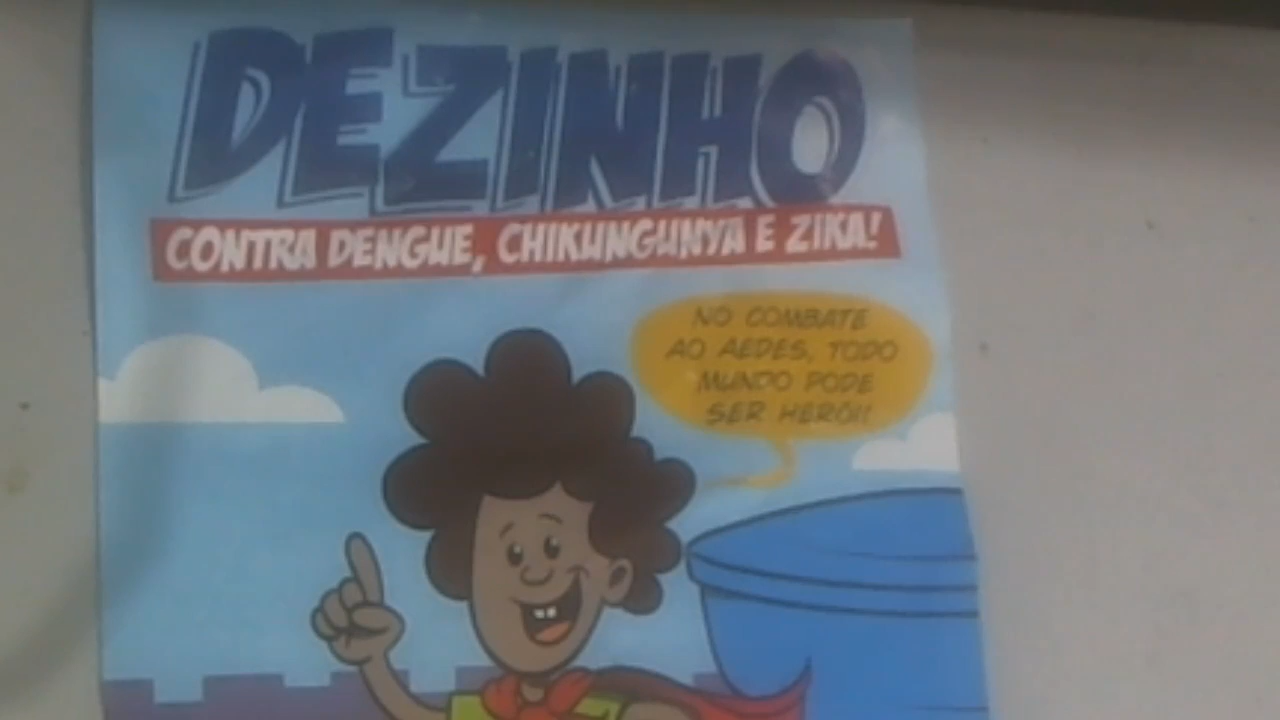 DEZINHO
CONTRA DENGUE, CHIKUNGUNYA E ZIKA!
NO COMBATE
AO AEDES, TODO
MUNDO PODE
SER HERÓI!